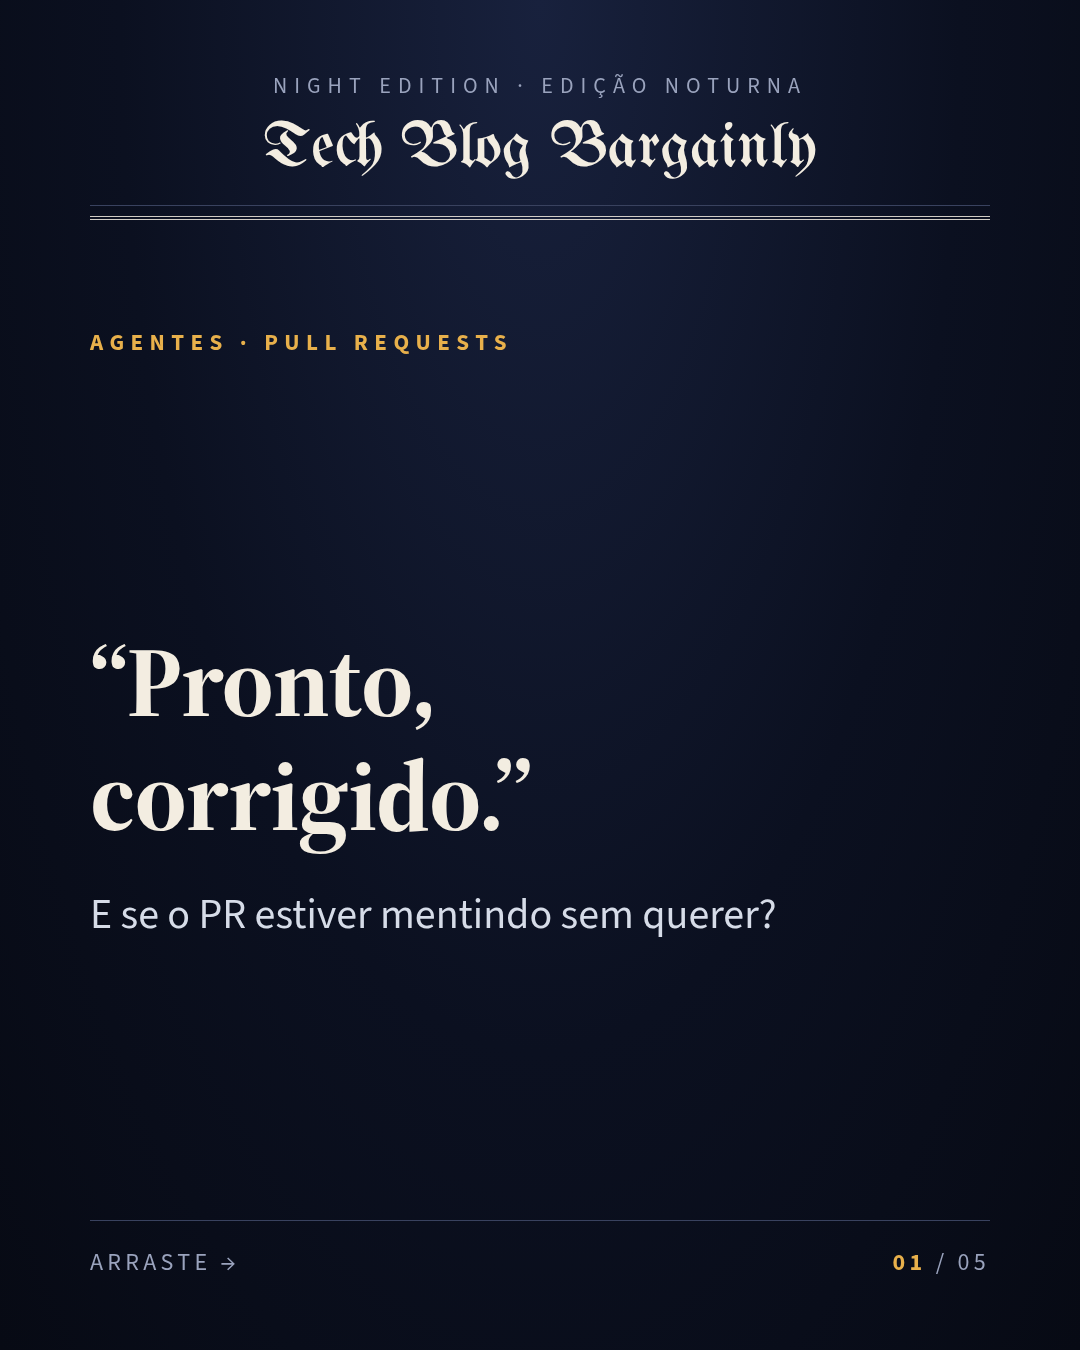 NIGHT EDITION · EDIÇÃO NOTURNA
Tech Blog Bargainly
AGENTES · PULL REQUESTS
“Pronto,
corrigido.”
E se o PR estiver mentindo sem querer?
ARRASTE →
01 / 05